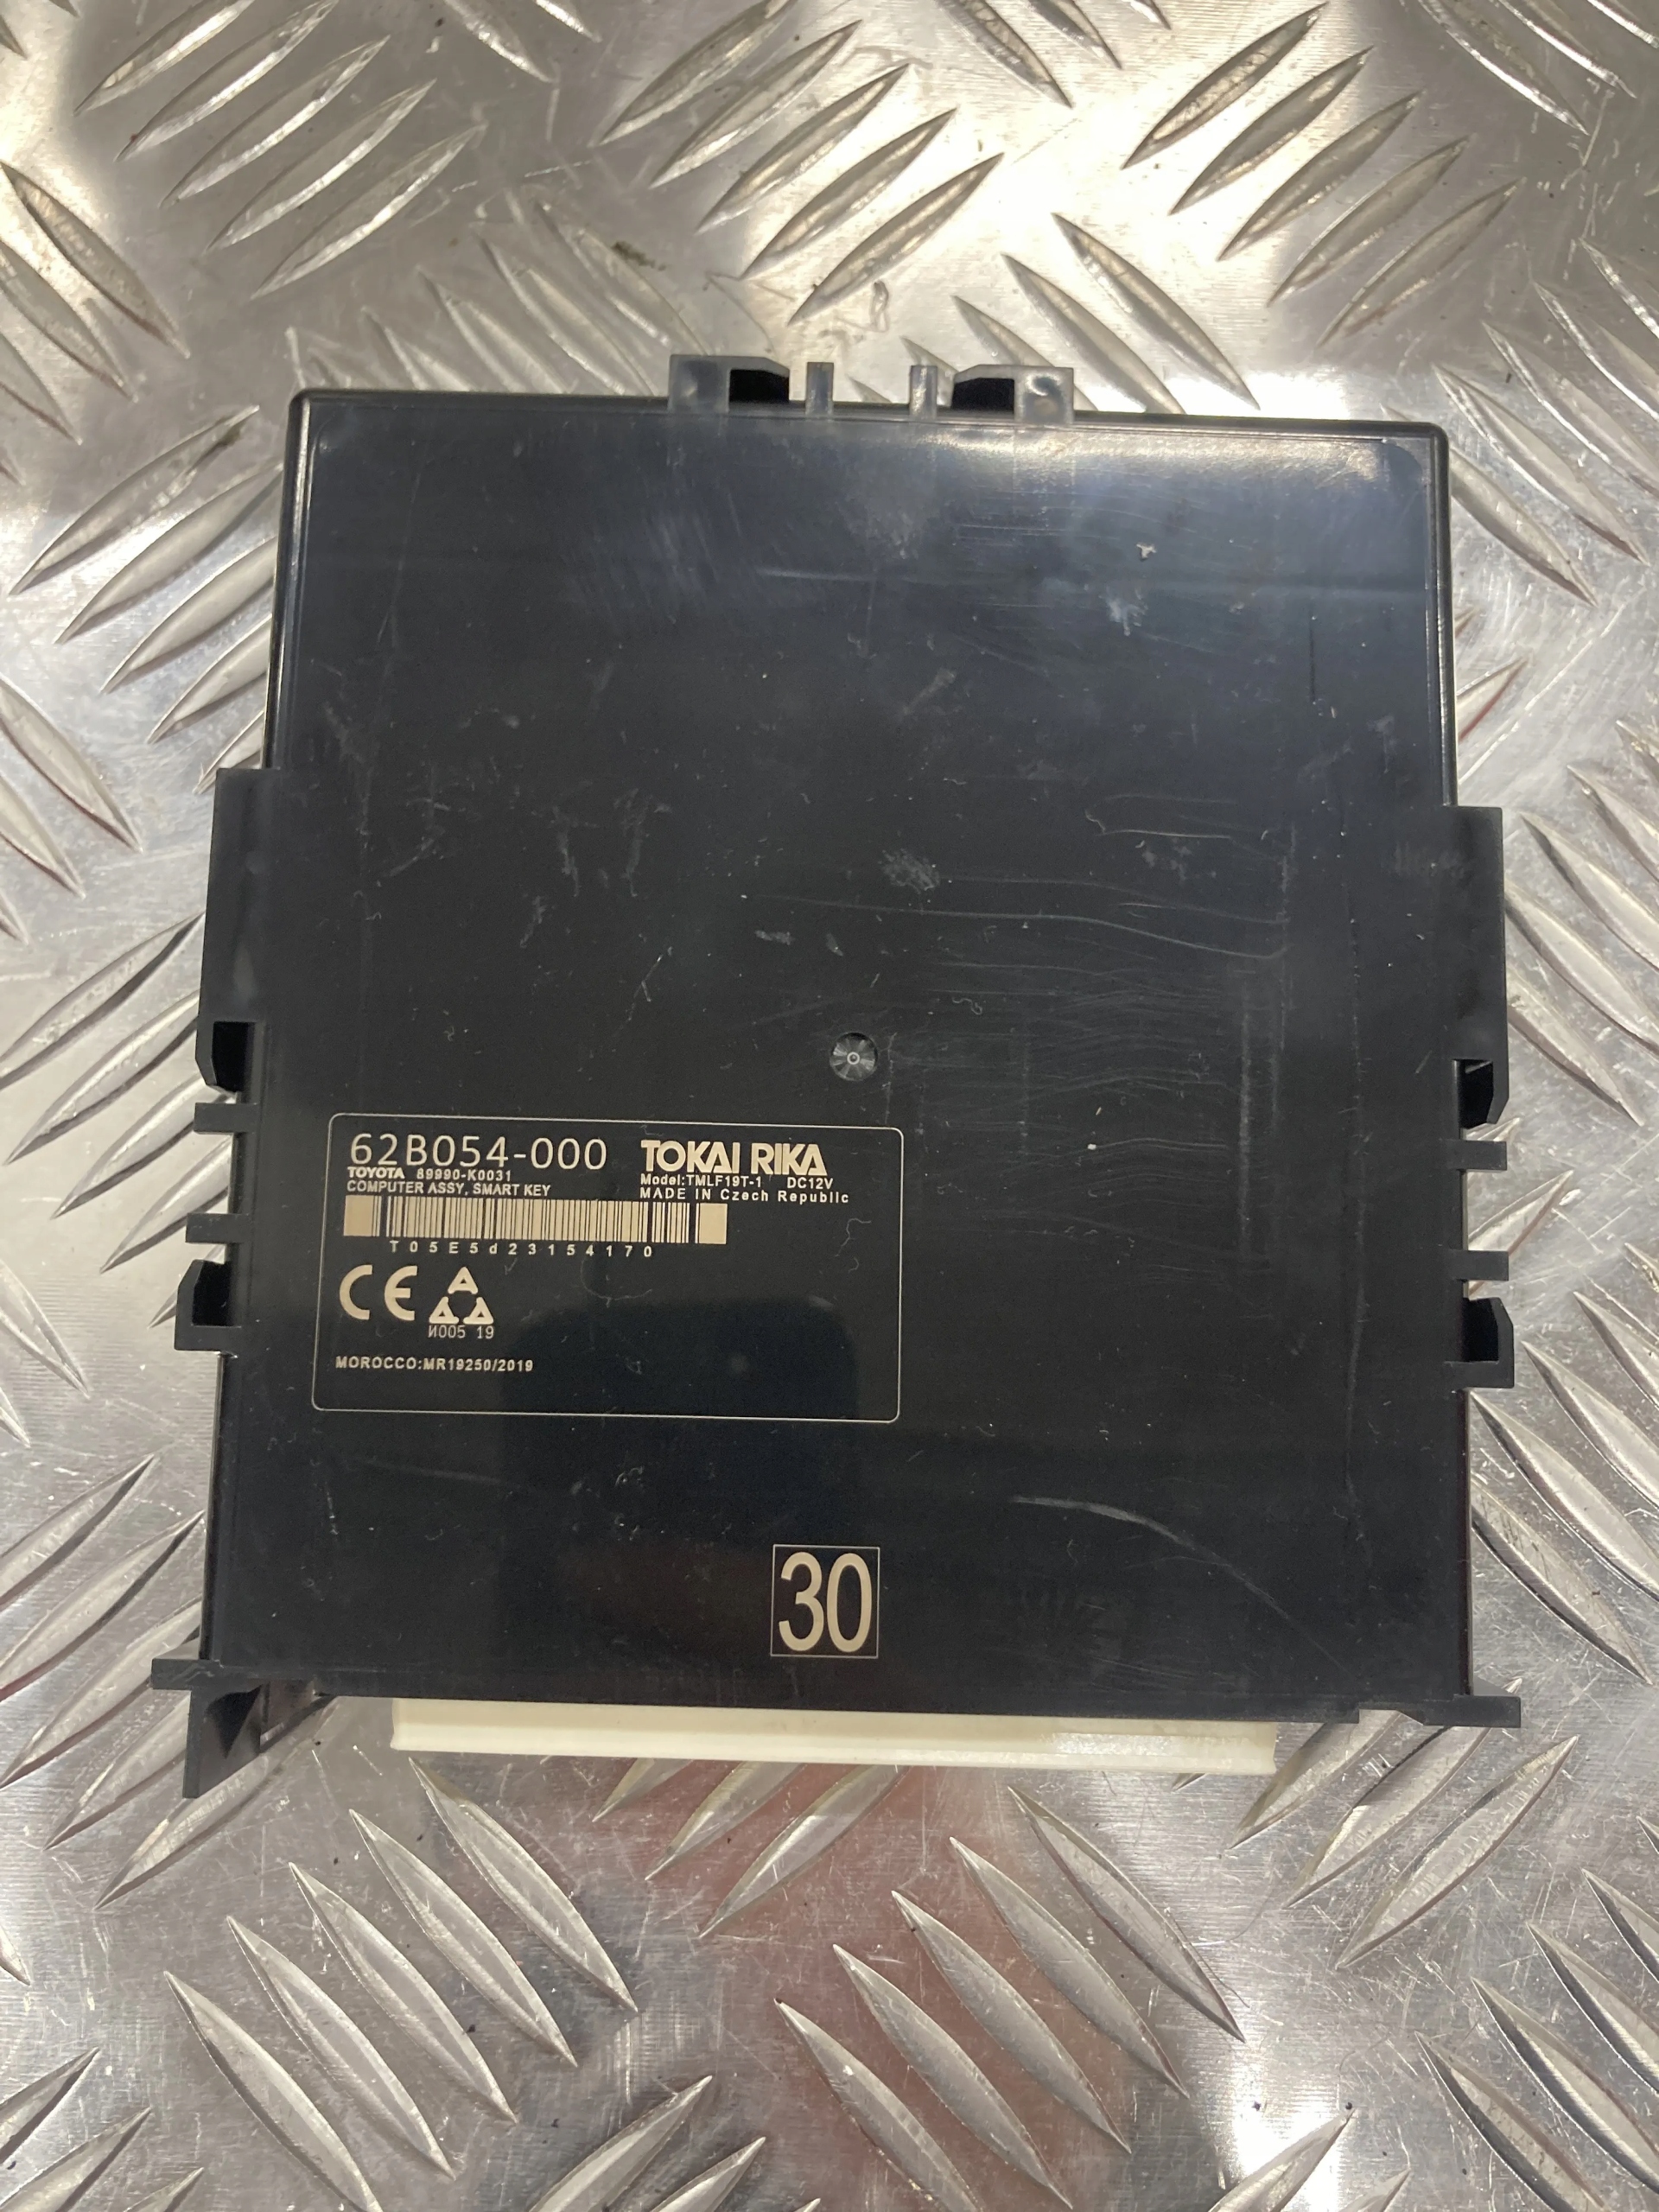 62B054-000 TOKAI RIKA
TOYOTA 89990-K0031 Model:TMLF19T-1 DC12V
COMPUTER ASSY, SMART KEY MADE IN Czech Republic
T05E5d23154170
CE
И005 19
MOROCCO:MR19250/2019
30